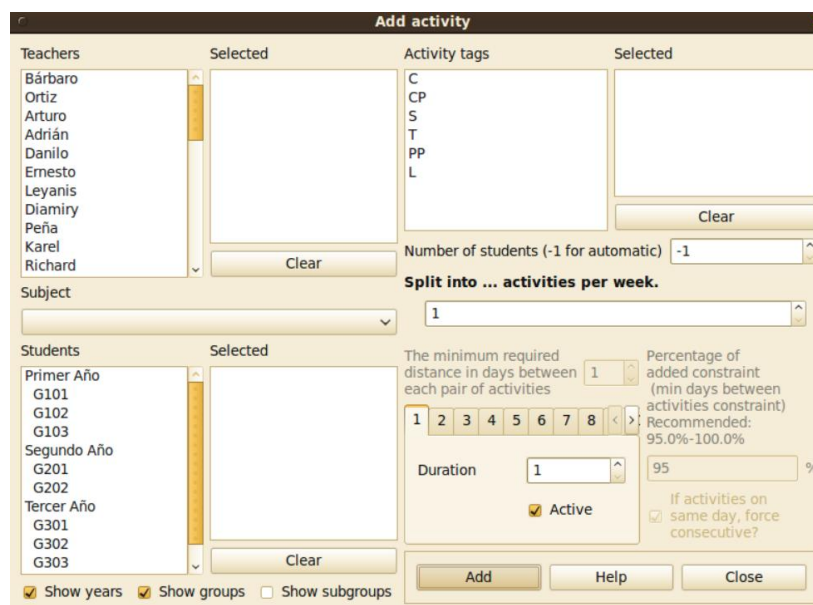 Add activity
Teachers
Selected
Bárbaro
Ortiz
Arturo
Adrián
Danilo
Ernesto
Leyanis
Diamiry
Peña
Karel
Richard
Clear
Subject
Students
Selected
Primer Año
G101
G102
G103
Segundo Año
G201
G202
Tercer Año
G301
G302
G303
Clear
Show years
Show groups
Show subgroups
Activity tags
Selected
C
CP
S
T
PP
L
Clear
Number of students (-1 for automatic)
-1
Split into ... activities per week.
1
The minimum required
distance in days between
each pair of activities
1
Percentage of
added constraint
(min days between
activities constraint)
Recommended:
95.0%-100.0%
95
%
If activities on
same day, force
consecutive?
1 2 3 4 5 6 7 8
Duration
1
Active
Add
Help
Close